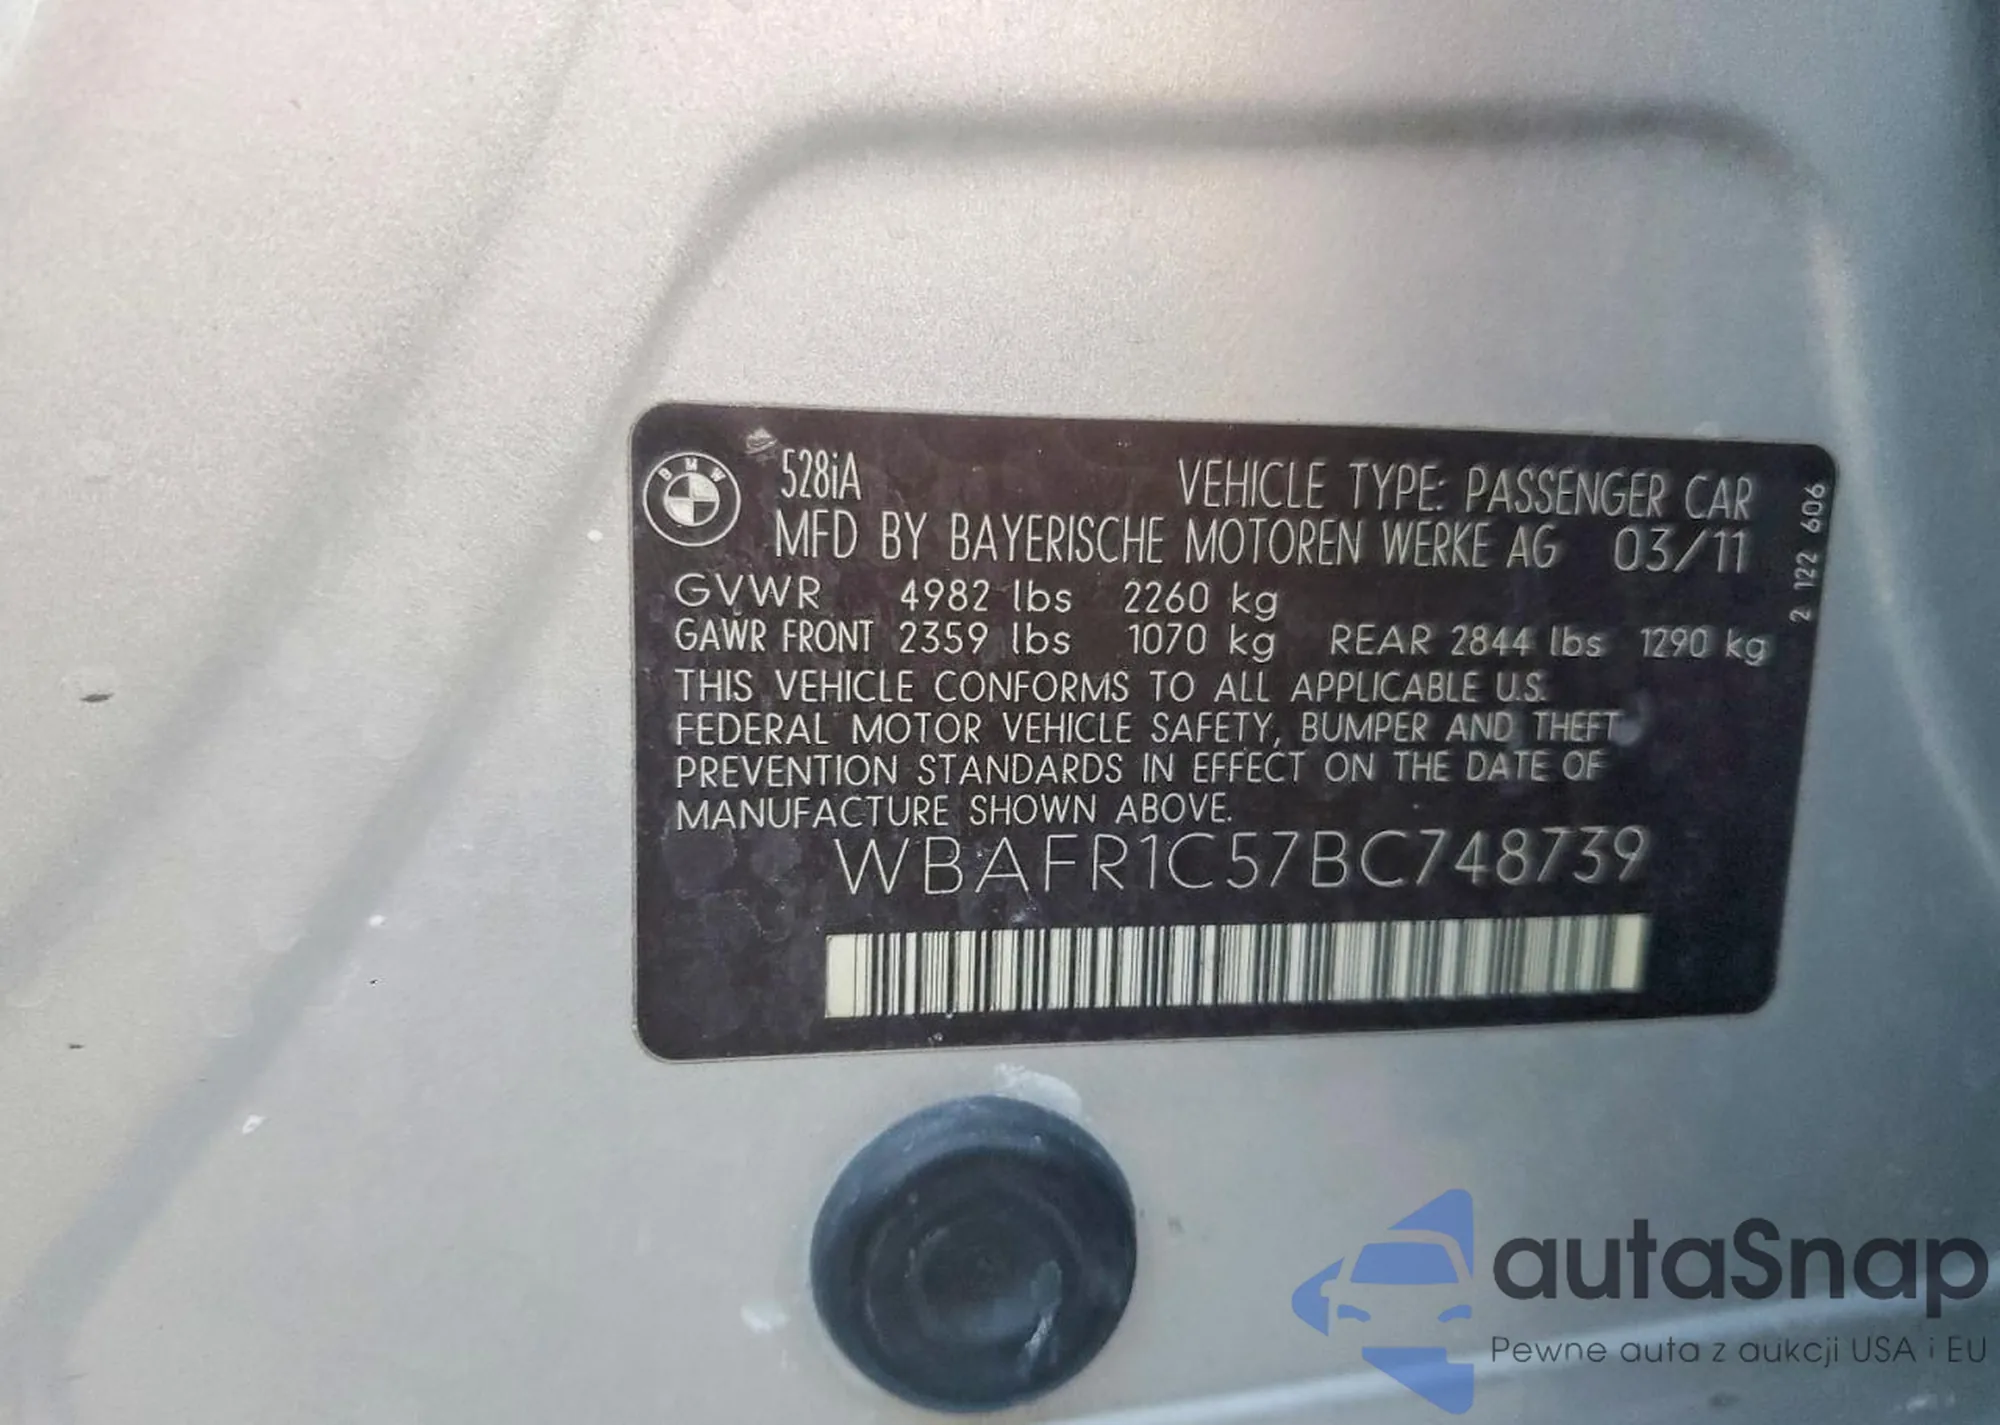 BMW
528iA VEHICLE TYPE: PASSENGER CAR
MFD BY BAYERISCHE MOTOREN WERKE AG 03/11
GVWR 4982 lbs 2260 kg
GAWR FRONT 2359 lbs 1070 kg REAR 2844 lbs 1290 kg
THIS VEHICLE CONFORMS TO ALL APPLICABLE U.S.
FEDERAL MOTOR VEHICLE SAFETY, BUMPER AND THEFT
PREVENTION STANDARDS IN EFFECT ON THE DATE OF
MANUFACTURE SHOWN ABOVE.
WBAFR1C57BC748739
2 122 606
autaSnap
Pewne auta z aukcji USA i EU